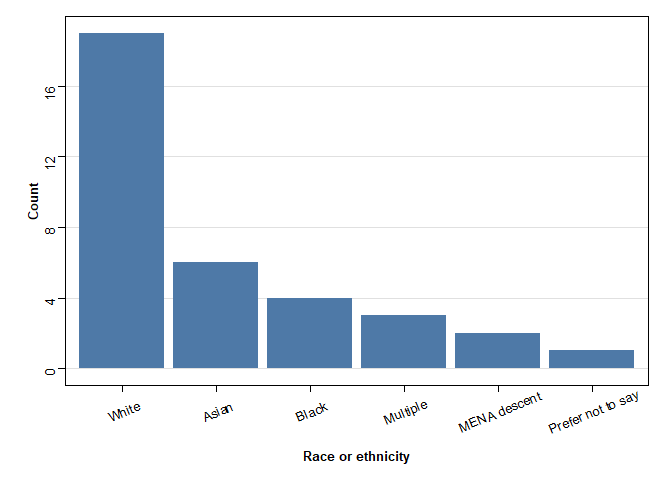 Count
16
12
8
4
0
White
Asian
Black
Multiple
MENA descent
Prefer not to say
Race or ethnicity